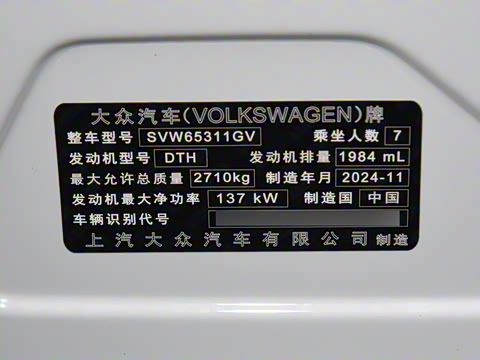 大众汽车(VOLKSWAGEN)牌
整车型号 SVW65311GV 乘坐人数 7
发动机型号 DTH 发动机排量 1984 mL
最大允许总质量 2710kg 制造年月 2024-11
发动机最大净功率 137 kW 制造国 中国
车辆识别代号
上汽大众汽车有限公司 制造